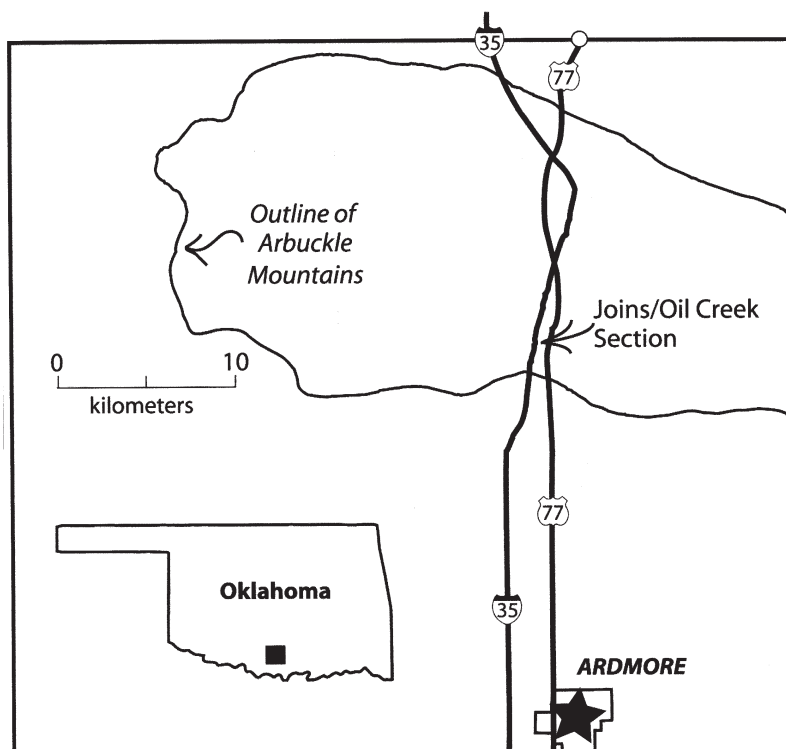 35
77
Outline of
Arbuckle
Mountains
Joins/Oil Creek
Section
0 10
kilometers
77
Oklahoma
35
ARDMORE